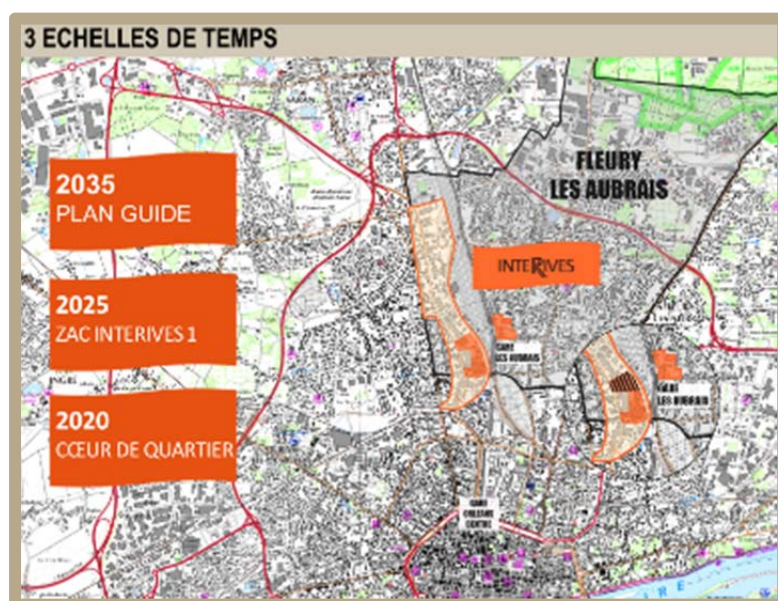 3 ECHELLES DE TEMPS
2035
PLAN GUIDE
FLEURY
LES AUBRAIS
INTERIVES
2025
ZAC INTERIVES 1
GARE
LES AUBRAIS
GARE
LES AUBRAIS
2020
CŒUR DE QUARTIER
GARE
ORLEANS
CENTRE